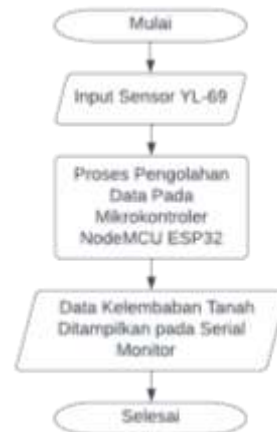 Mulai
Input Sensor YL-69
Proses Pengolahan
Data Pada
Mikrokontroler
NodeMCU ESP32
Data Kelembaban Tanah
Ditampilkan pada Serial
Monitor
Selesai